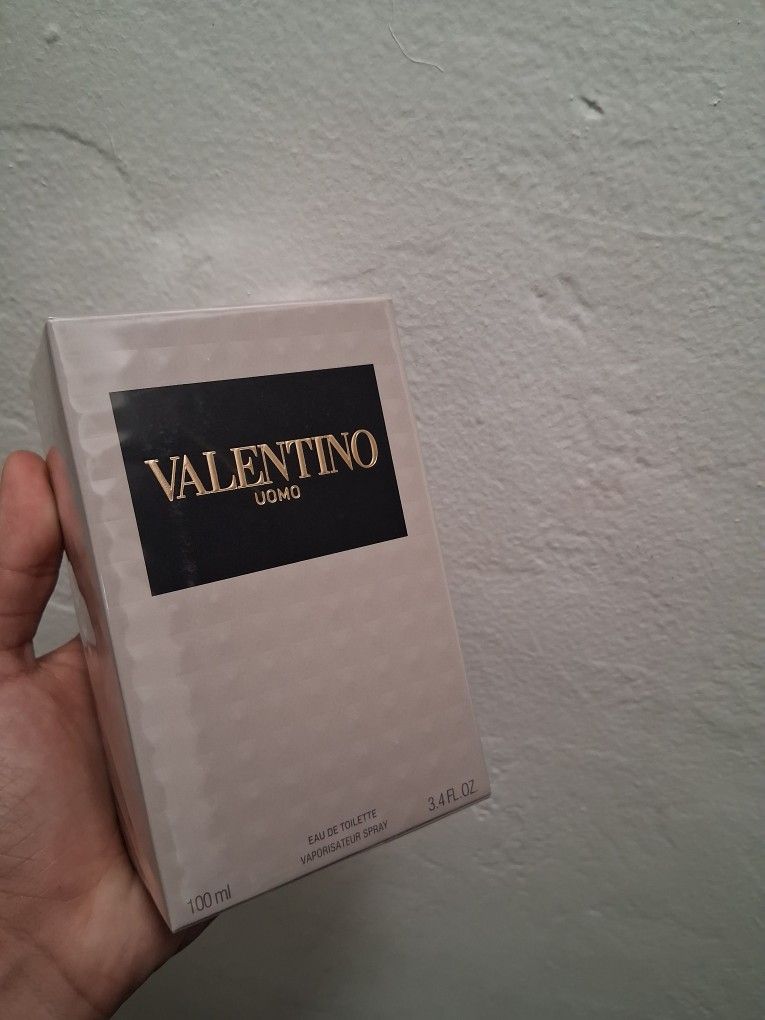 VALENTINO
UOMO
EAU DE TOILETTE
VAPORISATEUR SPRAY
100 ml
3.4 FL.OZ.